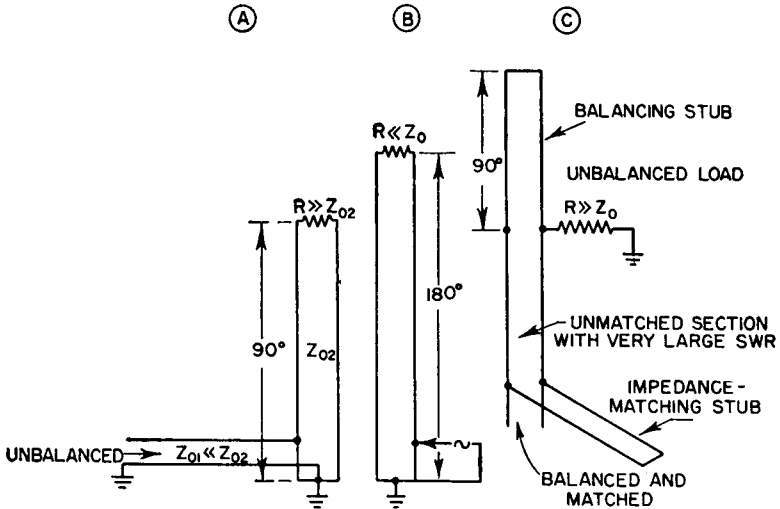 A
B
C
R ≫ Z02
90°
Z02
UNBALANCED
Z01 ≪ Z02
R ≪ Z0
180°
~
90°
BALANCING STUB
UNBALANCED LOAD
R ≫ Z0
UNMATCHED SECTION
WITH VERY LARGE SWR
IMPEDANCE-
MATCHING STUB
BALANCED AND
MATCHED